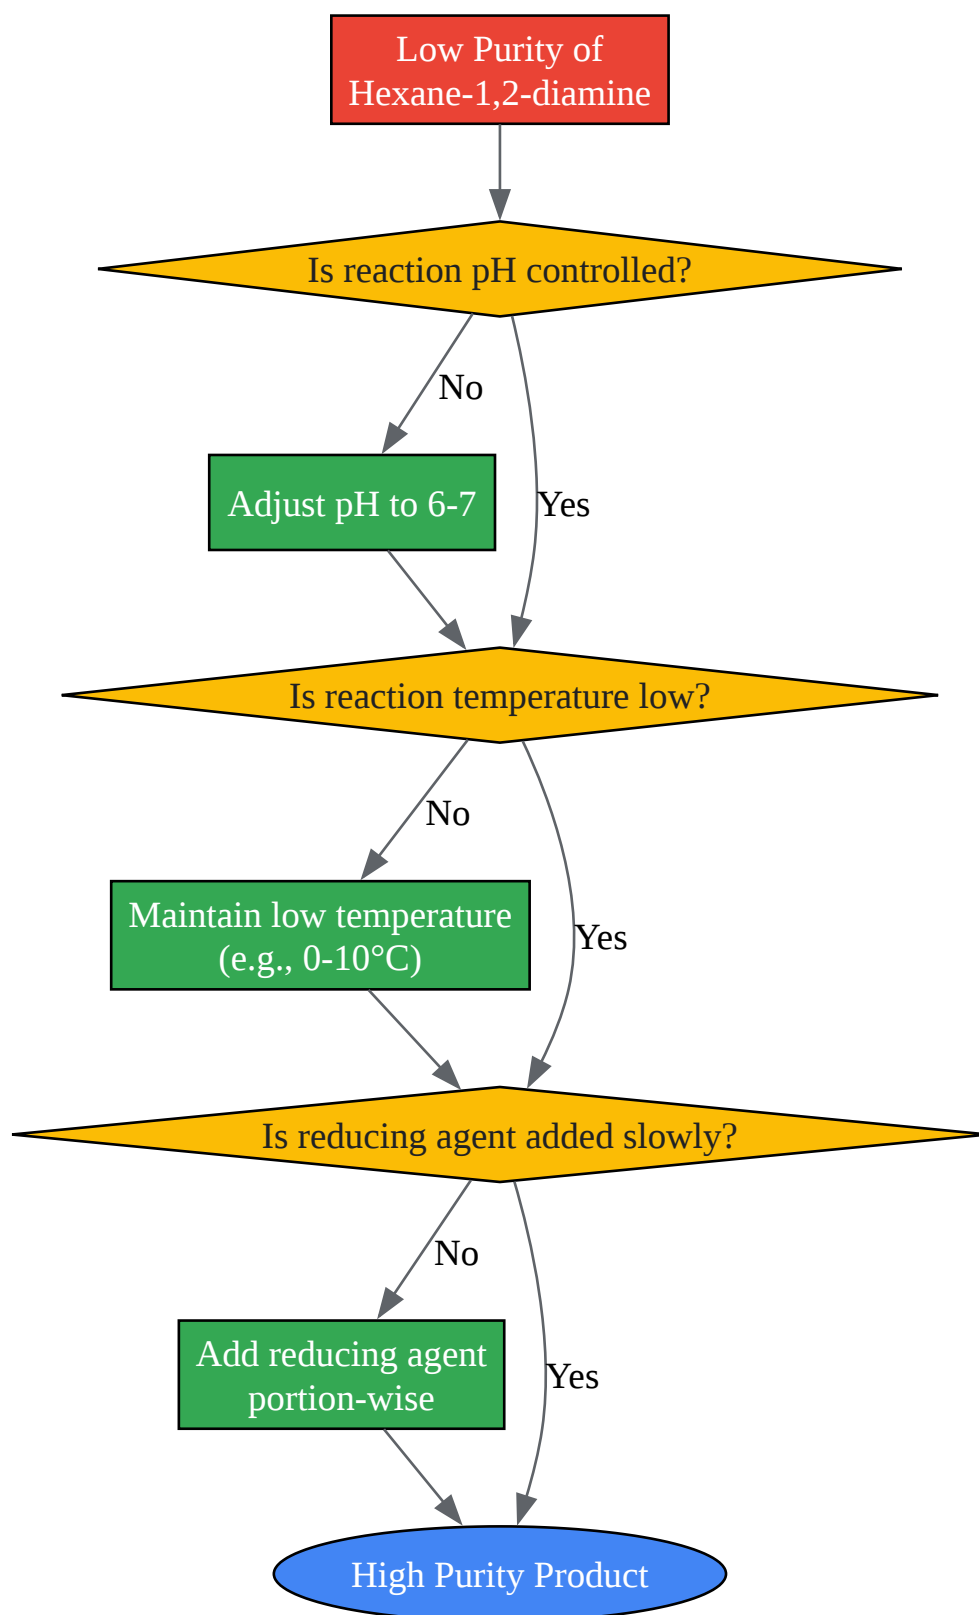 Low Purity of
Hexane-1,2-diamine
Is reaction pH controlled?
No
Adjust pH to 6-7
Yes
Is reaction temperature low?
No
Maintain low temperature
(e.g., 0-10°C)
Yes
Is reducing agent added slowly?
No
Add reducing agent
portion-wise
Yes
High Purity Product